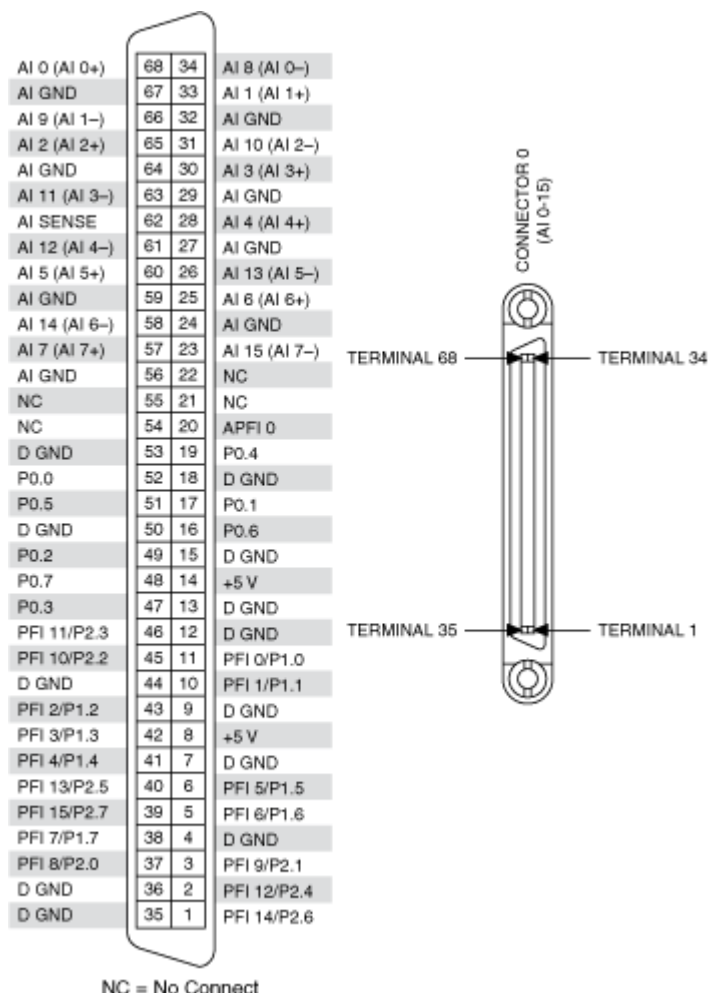 AI 0 (AI 0+) 68 34 AI 8 (AI 0–)
AI GND 67 33 AI 1 (AI 1+)
AI 9 (AI 1–) 66 32 AI GND
AI 2 (AI 2+) 65 31 AI 10 (AI 2–)
AI GND 64 30 AI 3 (AI 3+)
AI 11 (AI 3–) 63 29 AI GND
AI SENSE 62 28 AI 4 (AI 4+)
AI 12 (AI 4–) 61 27 AI GND
AI 5 (AI 5+) 60 26 AI 13 (AI 5–)
AI GND 59 25 AI 6 (AI 6+)
AI 14 (AI 6–) 58 24 AI GND
AI 7 (AI 7+) 57 23 AI 15 (AI 7–)
AI GND 56 22 NC
NC 55 21 NC
NC 54 20 APFI 0
D GND 53 19 P0.4
P0.0 52 18 D GND
P0.5 51 17 P0.1
D GND 50 16 P0.6
P0.2 49 15 D GND
P0.7 48 14 +5 V
P0.3 47 13 D GND
PFI 11/P2.3 46 12 D GND
PFI 10/P2.2 45 11 PFI 0/P1.0
D GND 44 10 PFI 1/P1.1
PFI 2/P1.2 43 9 D GND
PFI 3/P1.3 42 8 +5 V
PFI 4/P1.4 41 7 D GND
PFI 13/P2.5 40 6 PFI 5/P1.5
PFI 15/P2.7 39 5 PFI 6/P1.6
PFI 7/P1.7 38 4 D GND
PFI 8/P2.0 37 3 PFI 9/P2.1
D GND 36 2 PFI 12/P2.4
D GND 35 1 PFI 14/P2.6
NC = No Connect
CONNECTOR 0
(AI 0-15)
TERMINAL 68 TERMINAL 34
TERMINAL 35 TERMINAL 1